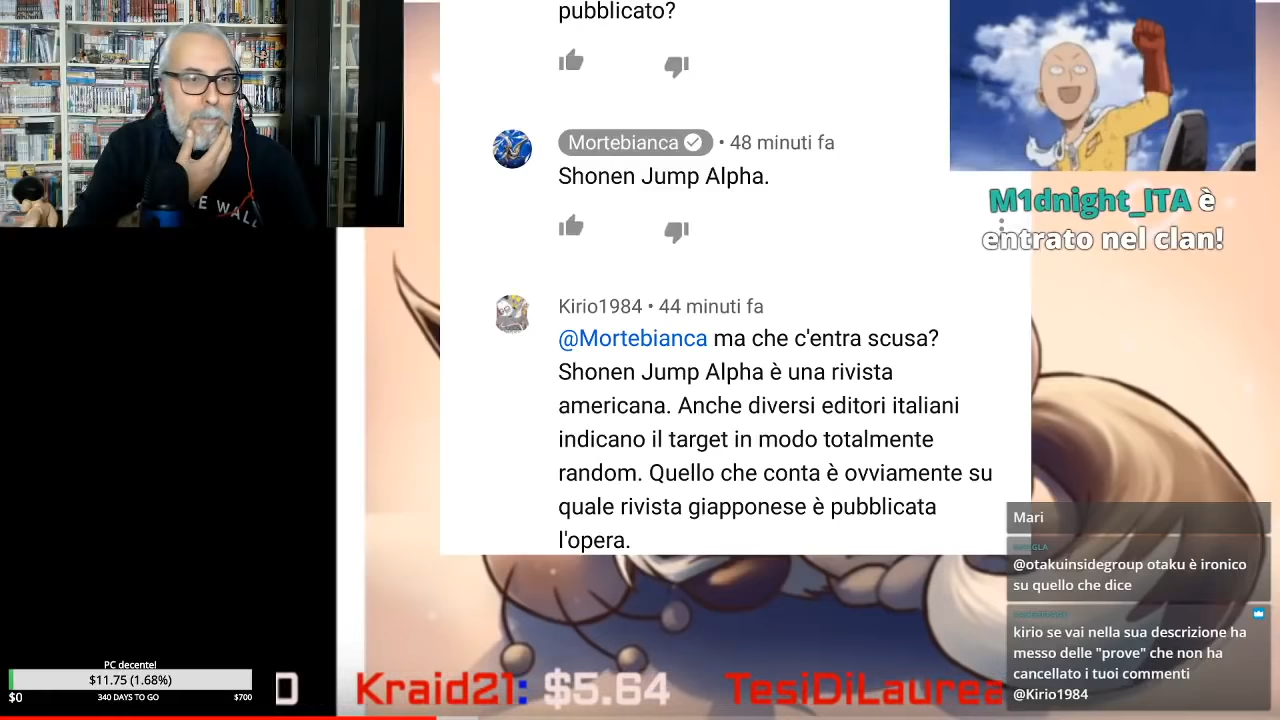 pubblicato?
Mortebianca • 48 minuti fa
Shonen Jump Alpha.
Kirio1984 • 44 minuti fa
@Mortebianca ma che c'entra scusa?
Shonen Jump Alpha è una rivista
americana. Anche diversi editori italiani
indicano il target in modo totalmente
random. Quello che conta è ovviamente su
quale rivista giapponese è pubblicata
l'opera.
M1dnight_ITA è
entrato nel clan!
E WALL
Mari
@otakuinsidegroup otaku è ironico
su quello che dice
kirio se vai nella sua descrizione ha
messo delle "prove" che non ha
cancellato i tuoi commenti
@Kirio1984
PC decente!
$11.75 (1.68%)
$0 340 DAYS TO GO $700
0 Kraid21: $5.64 TesiDiLaurea